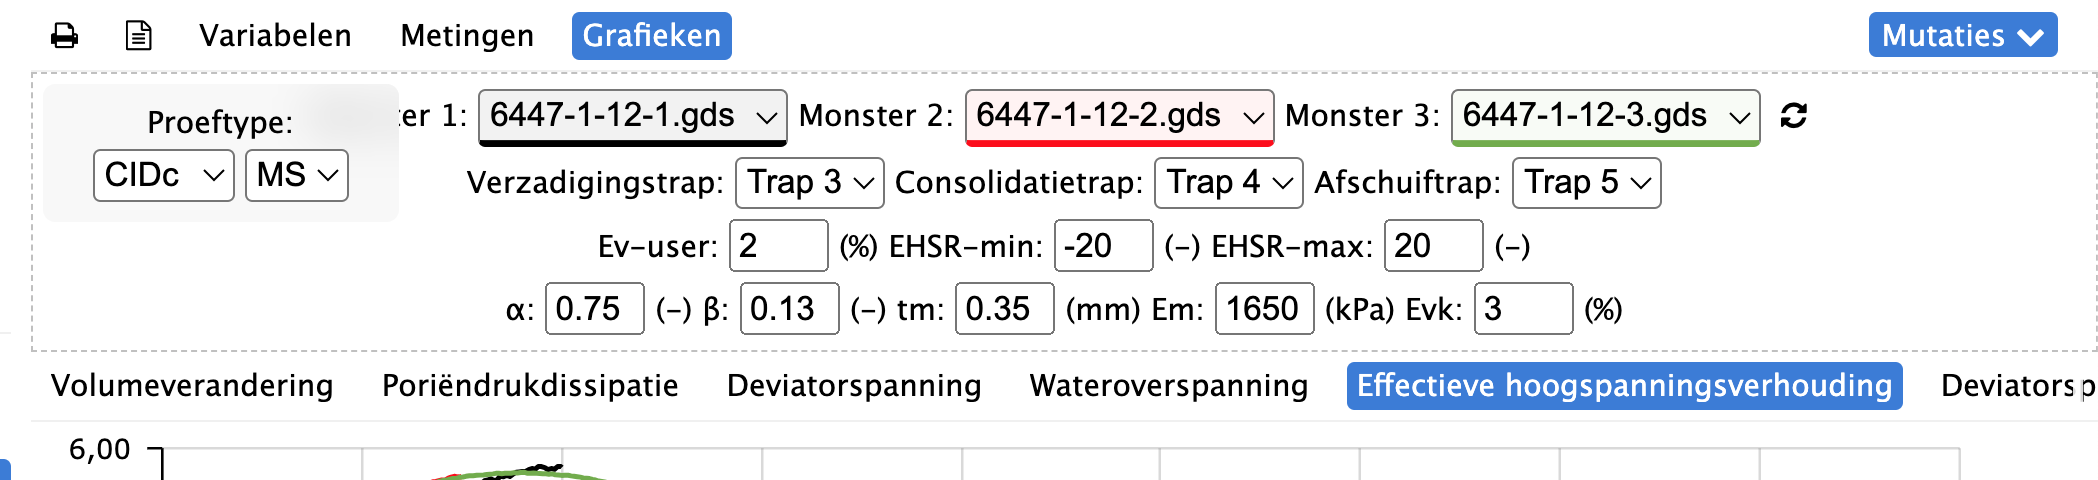 Variabelen Metingen Grafieken Mutaties
Proeftype: er 1: 6447-1-12-1.gds Monster 2: 6447-1-12-2.gds Monster 3: 6447-1-12-3.gds
CIDc MS Verzadigingstrap: Trap 3 Consolidatietrap: Trap 4 Afschuiftrap: Trap 5
Ev-user: 2 (%) EHSR-min: -20 (-) EHSR-max: 20 (-)
α: 0.75 (-) β: 0.13 (-) tm: 0.35 (mm) Em: 1650 (kPa) Evk: 3 (%)
Volumeverandering Poriëndrukdissipatie Deviatorspanning Wateroverspanning Effectieve hoogspanningsverhouding Deviatorsp
6,00